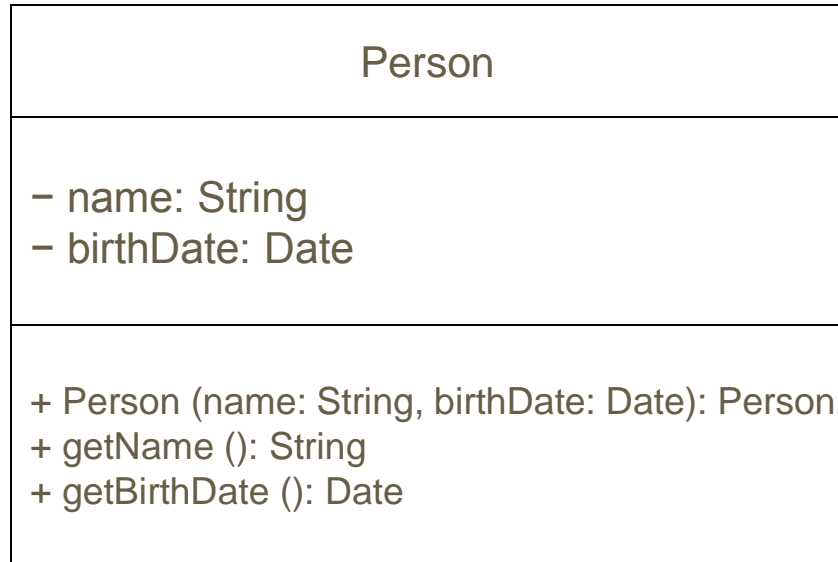 Person
− name: String
− birthDate: Date
+ Person (name: String, birthDate: Date): Person
+ getName (): String
+ getBirthDate (): Date